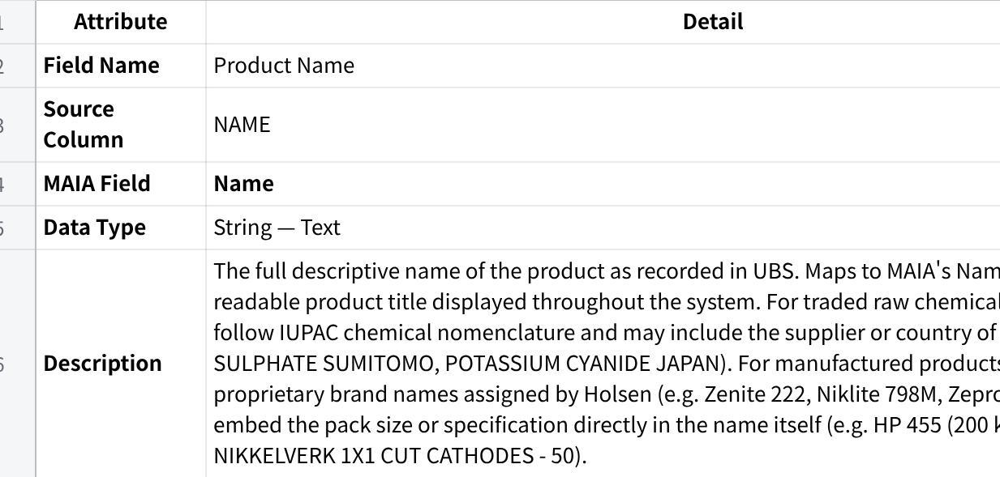 Attribute Detail
2 Field Name Product Name
Source
3 NAME
Column
4 MAIA Field Name
5 Data Type String — Text
The full descriptive name of the product as recorded in UBS. Maps to MAIA's
readable product title displayed throughout the system. For traded raw
follow IUPAC chemical nomenclature and may include the supplier or country of
6 Description SULPHATE SUMITOMO, POTASSIUM CYANIDE JAPAN). For manufactured products
proprietary brand names assigned by Holsen (e.g. Zenite 222, Niklite 798M,
embed the pack size or specification directly in the name itself (e.g. HP 455 (200
NIKKELVERK 1X1 CUT CATHODES - 50).